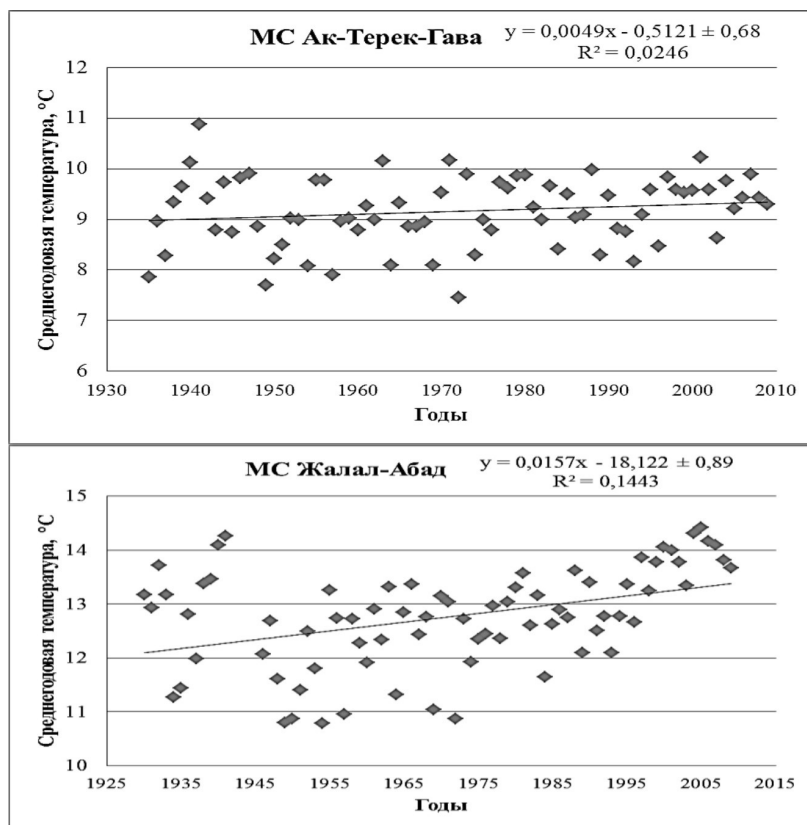 МС Ак-Терек-Гава
y = 0,0049x - 0,5121 ± 0,68
R² = 0,0246
Среднегодовая температура, °С
12
11
10
9
8
7
6
1930 1940 1950 1960 1970 1980 1990 2000 2010
Годы
МС Жалал-Абад
y = 0,0157x - 18,122 ± 0,89
R² = 0,1443
Среднегодовая температура, °С
15
14
13
12
11
10
1925 1935 1945 1955 1965 1975 1985 1995 2005 2015
Годы